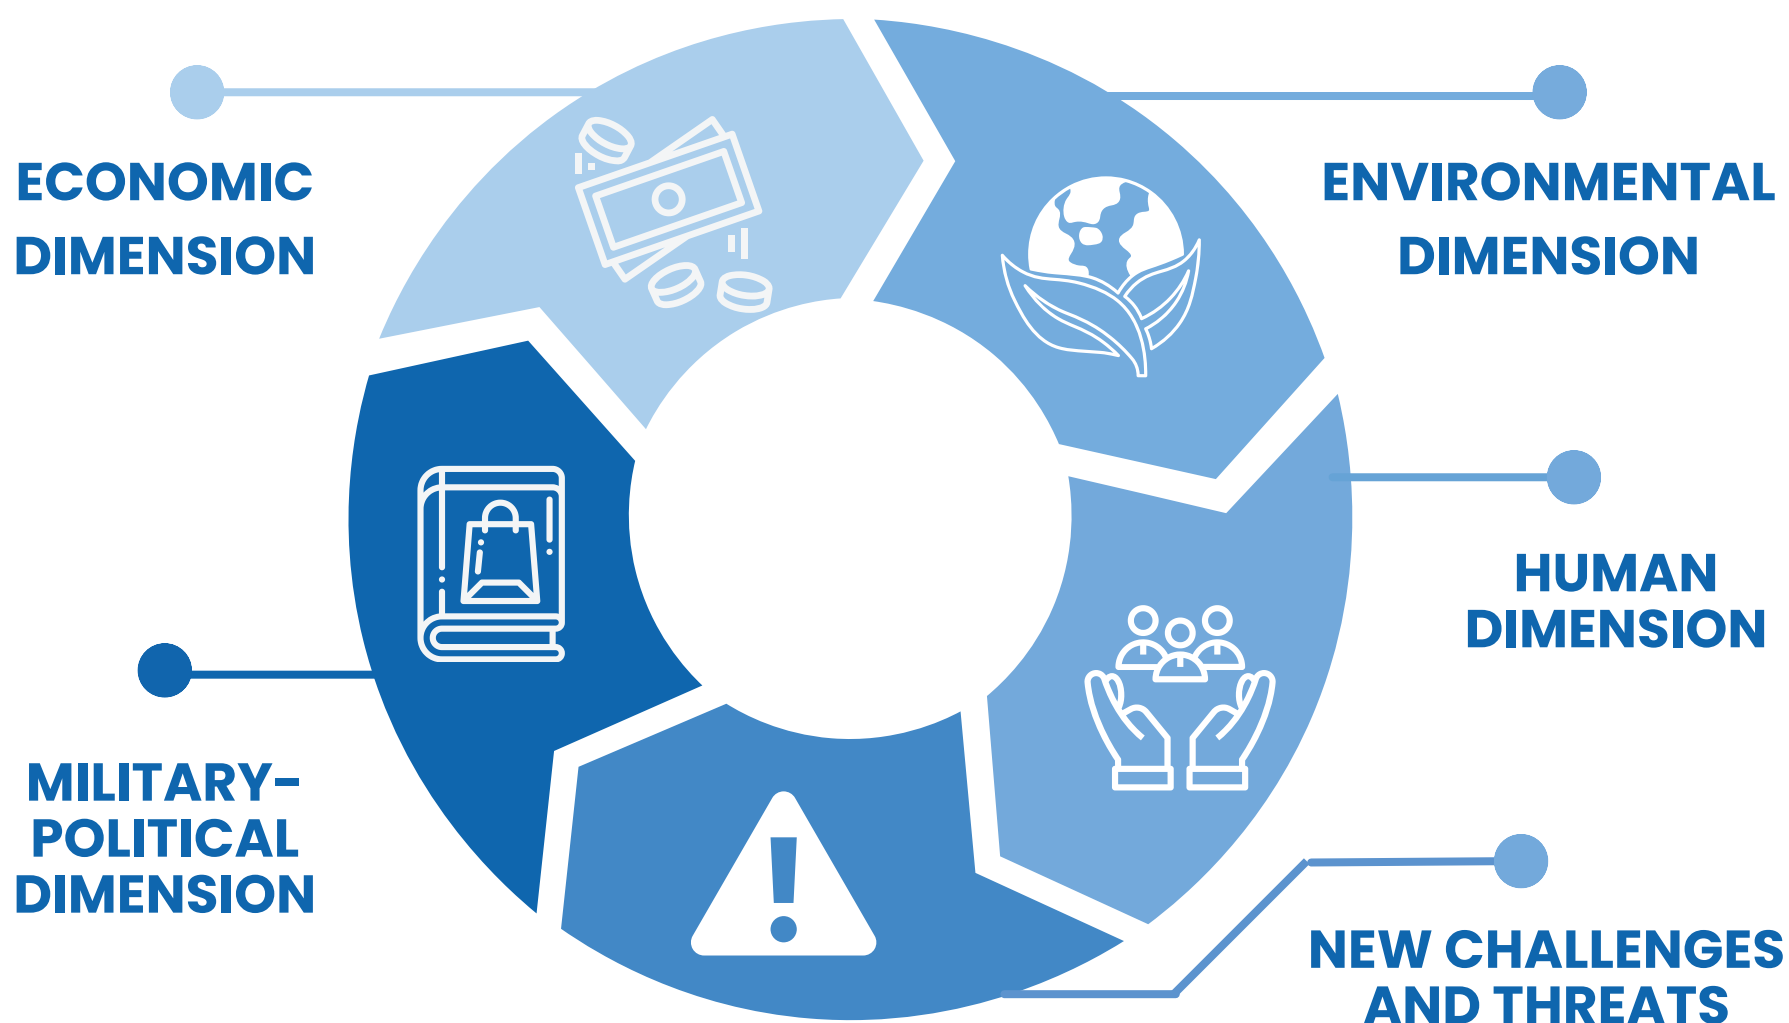 ECONOMIC
DIMENSION
ENVIRONMENTAL
DIMENSION
HUMAN
DIMENSION
MILITARY-
POLITICAL
DIMENSION
NEW CHALLENGES
AND THREATS